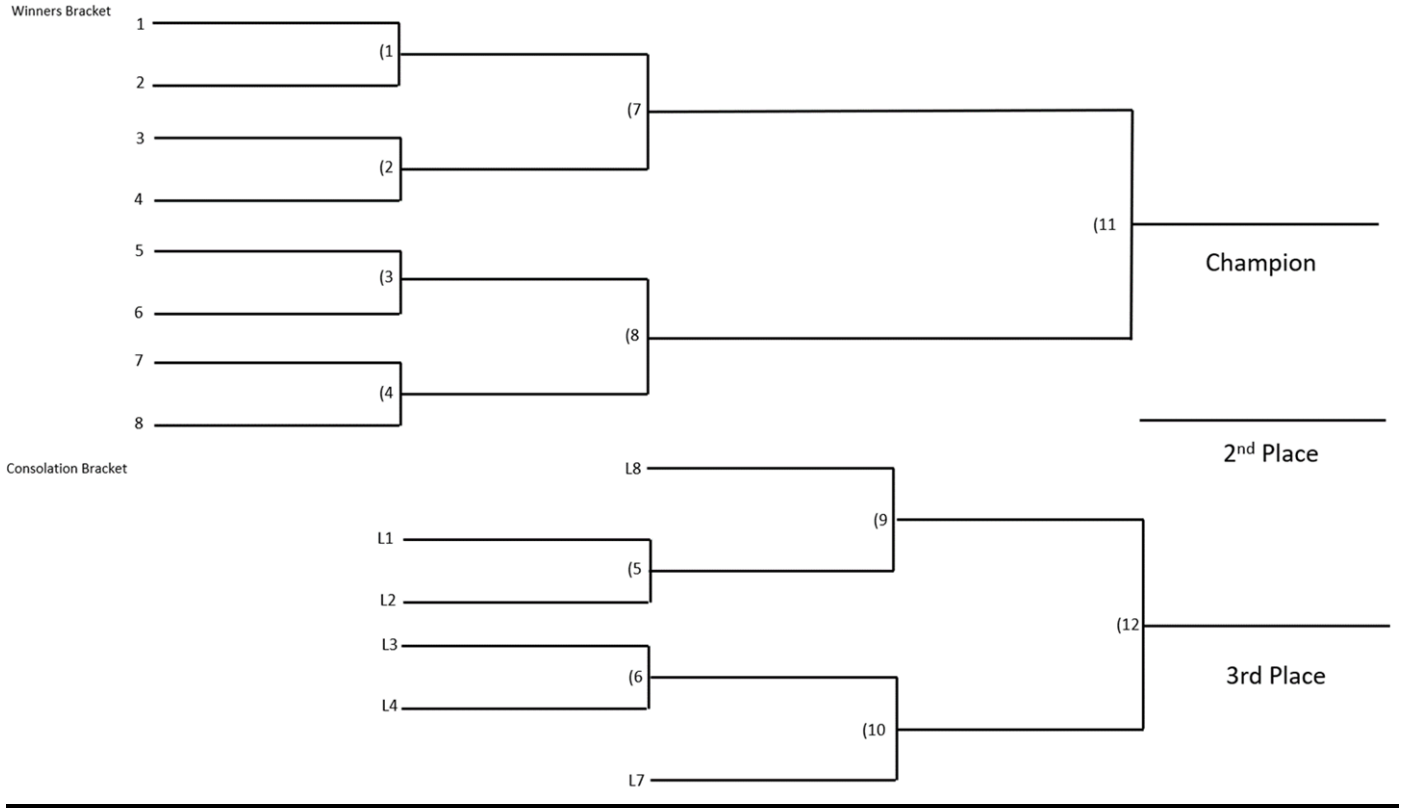 Winners Bracket
1
(1
2
(7
3
(2
4
(11
5
(3
Champion
6
(8
7
(4
8
2nd Place
Consolation Bracket
L8
(9
L1
(5
L2
(12
L3
(6
3rd Place
L4
(10
L7